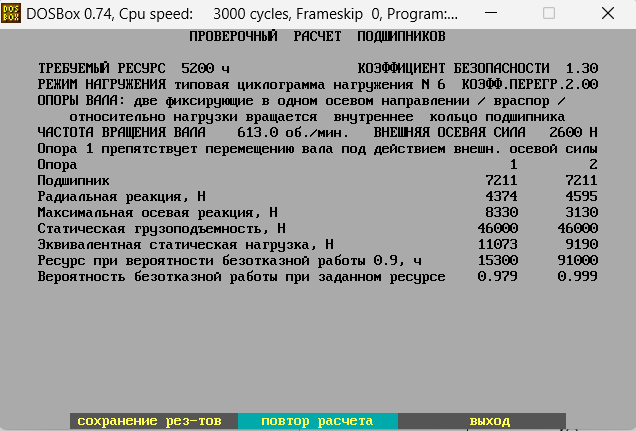 DOSBox 0.74, Cpu speed: 3000 cycles, Frameskip 0, Program:...
ПРОВЕРОЧНЫЙ РАСЧЕТ ПОДШИПНИКОВ
ТРЕБУЕМЫЙ РЕСУРС 5200 ч КОЭФФИЦИЕНТ БЕЗОПАСНОСТИ 1.30
РЕЖИМ НАГРУЖЕНИЯ типовая циклограмма нагружения N 6 КОЭФФ.ПЕРЕГР.2.00
ОПОРЫ ВАЛА: две фиксирующие в одном осевом направлении / враспор /
относительно нагрузки вращается внутреннее кольцо подшипника
ЧАСТОТА ВРАЩЕНИЯ ВАЛА 613.0 об./мин. ВНЕШНЯЯ ОСЕВАЯ СИЛА 2600 Н
Опора 1 препятствует перемещению вала под действием внешн. осевой силы
Опора 1 2
Подшипник 7211 7211
Радиальная реакция, Н 4374 4595
Максимальная осевая реакция, Н 8330 3130
Статическая грузоподъемность, Н 46000 46000
Эквивалентная статическая нагрузка, Н 11073 9190
Ресурс при вероятности безотказной работы 0.9, ч 15300 91000
Вероятность безотказной работы при заданном ресурсе 0.979 0.999
сохранение рез-тов повтор расчета выход